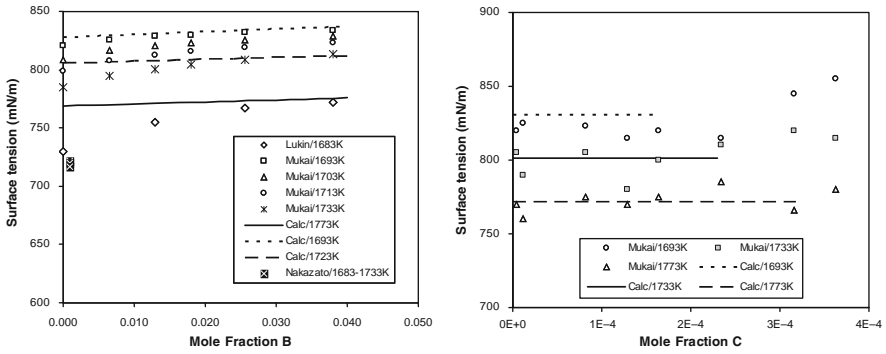 850
800
750
700
650
600
Surface tension (mN/m)
Lukin/1683K
Mukai/1693K
Mukai/1703K
Mukai/1713K
Mukai/1733K
Calc/1773K
Calc/1693K
Calc/1723K
Nakazato/1683-1733K
0.000 0.010 0.020 0.030 0.040 0.050
Mole Fraction B
900
850
800
750
700
Surface tension (mN/m)
Mukai/1693K Mukai/1733K
Mukai/1773K Calc/1693K
Calc/1733K Calc/1773K
0E+0 1E–4 2E–4 3E–4 4E–4
Mole Fraction C